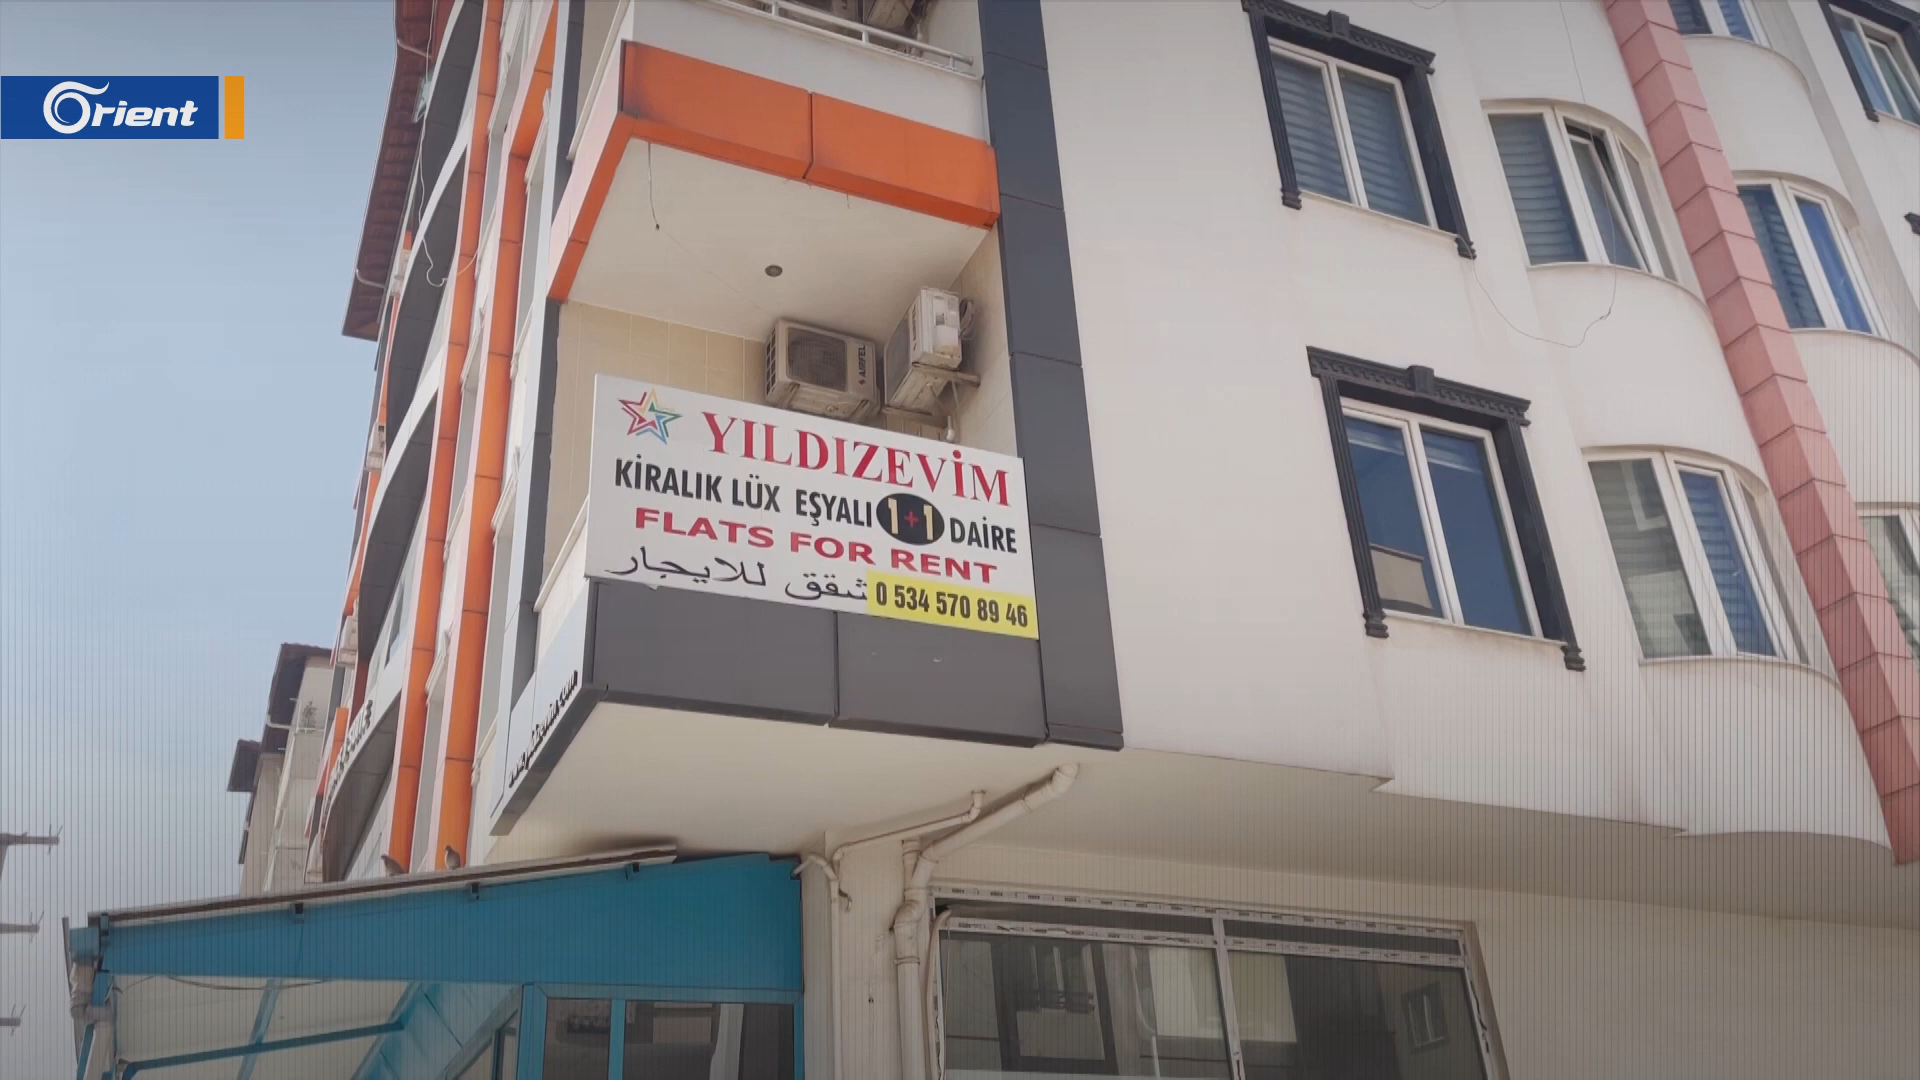 Orient
YILDIZEVİM
KİRALIK LÜX EŞYALI 1+1 DAİRE
FLATS FOR RENT
شقق للايجار
0 534 570 89 46
AIRFEL